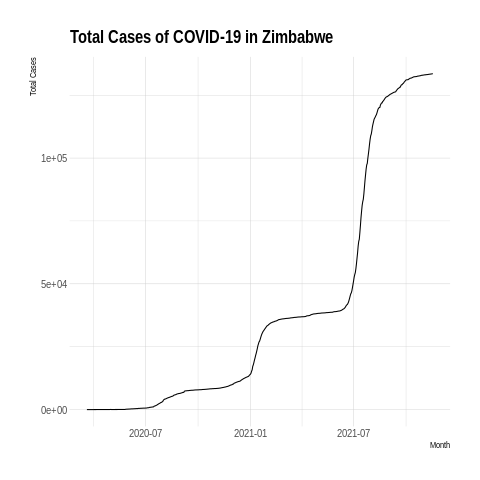 Total Cases of COVID-19 in Zimbabwe
Total Cases
1e+05
5e+04
0e+00
2020-07 2021-01 2021-07
Month